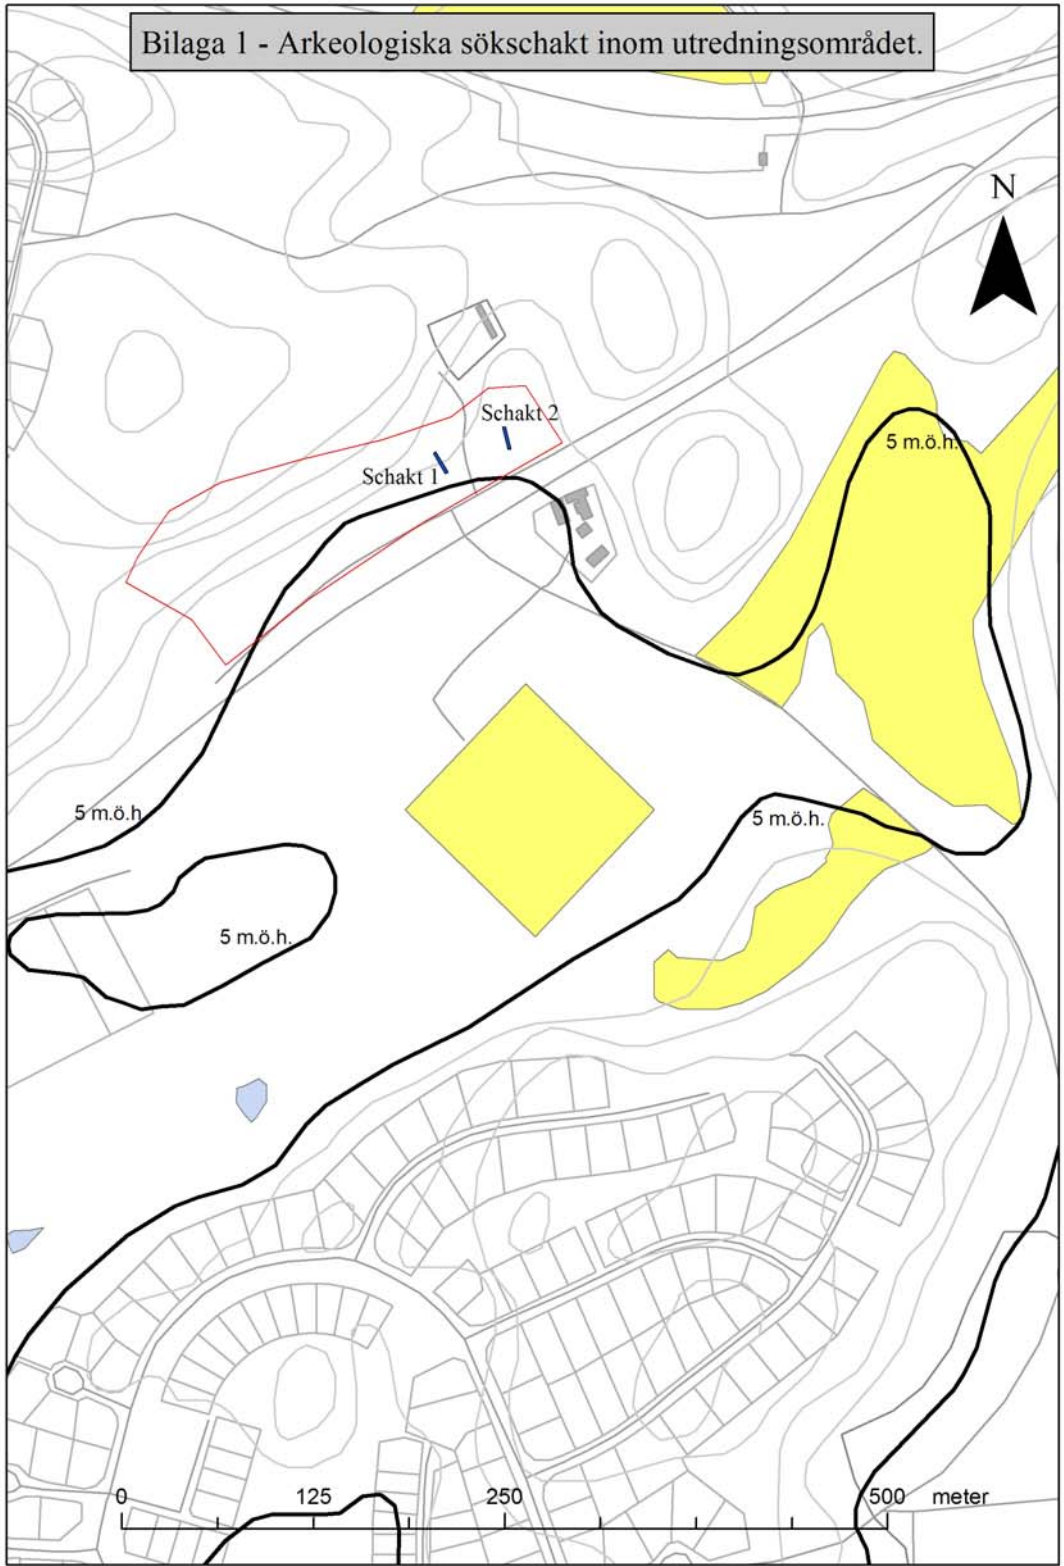 Bilaga 1 - Arkeologiska sökschakt inom utredningsområdet.
N
Schakt 2
5 m.ö.h.
Schakt 1
5 m.ö.h.
5 m.ö.h.
5 m.ö.h.
0 125 250 500 meter